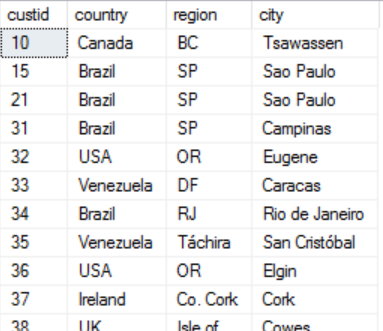 custid country region city
10 Canada BC Tsawassen
15 Brazil SP Sao Paulo
21 Brazil SP Sao Paulo
31 Brazil SP Campinas
32 USA OR Eugene
33 Venezuela DF Caracas
34 Brazil RJ Rio de Janeiro
35 Venezuela Táchira San Cristóbal
36 USA OR Elgin
37 Ireland Co. Cork Cork
38 UK Isle of Cowes